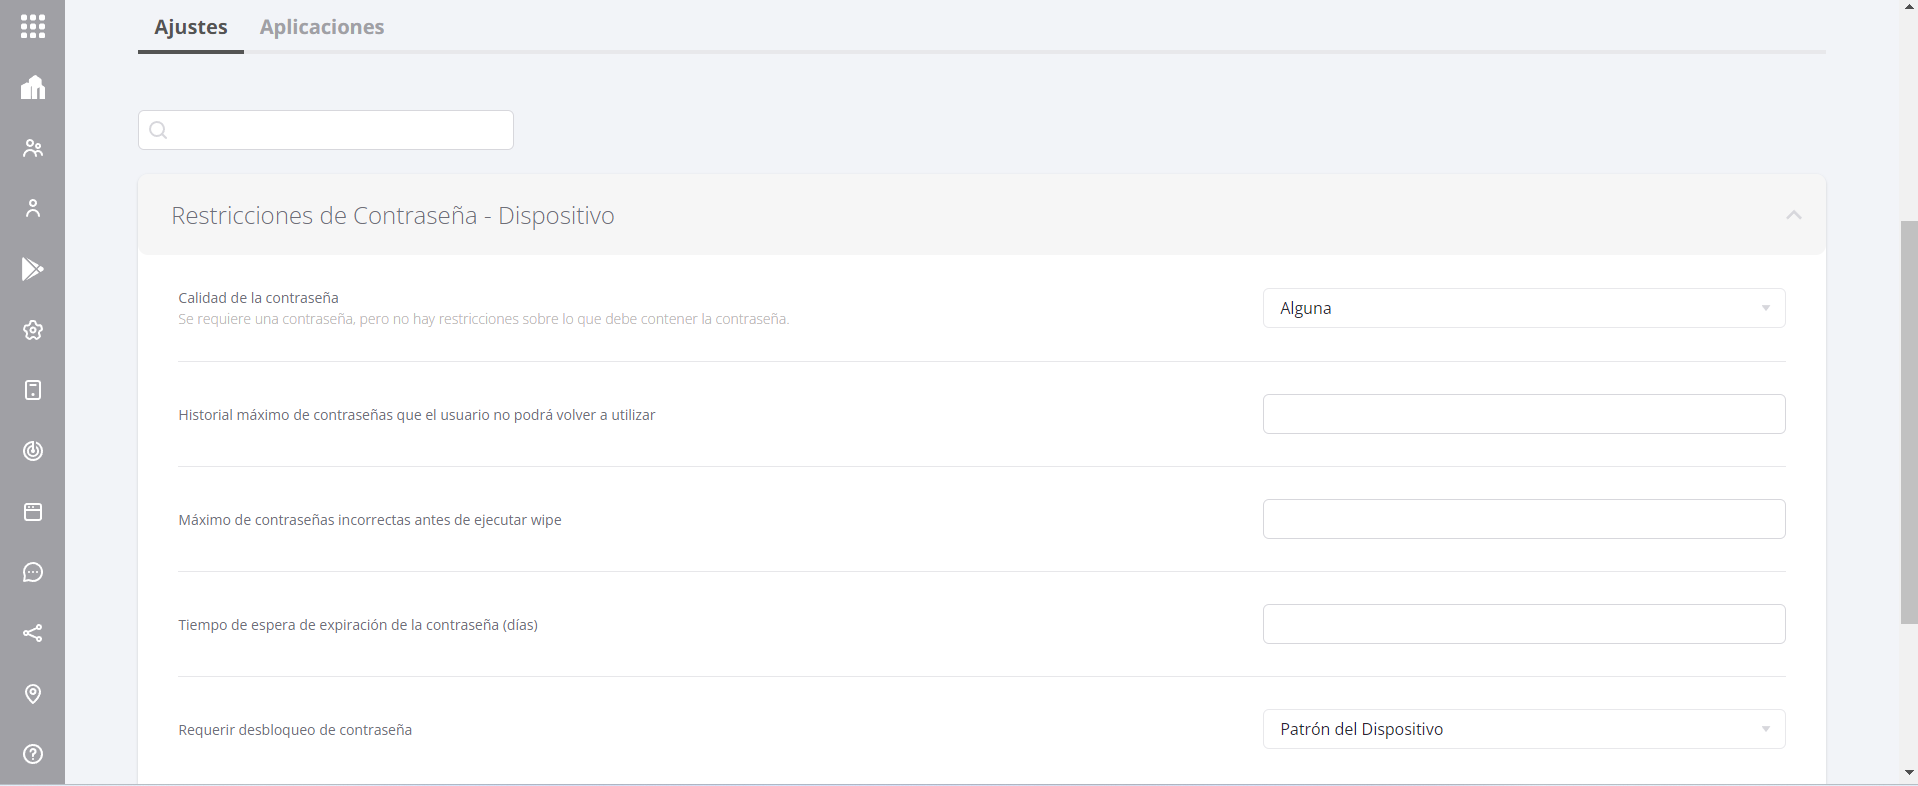 Ajustes Aplicaciones
Restricciones de Contraseña - Dispositivo
Calidad de la contraseña
Se requiere una contraseña, pero no hay restricciones sobre lo que debe contener la contraseña.
Alguna
Historial máximo de contraseñas que el usuario no podrá volver a utilizar
Máximo de contraseñas incorrectas antes de ejecutar wipe
Tiempo de espera de expiración de la contraseña (días)
Requerir desbloqueo de contraseña
Patrón del Dispositivo